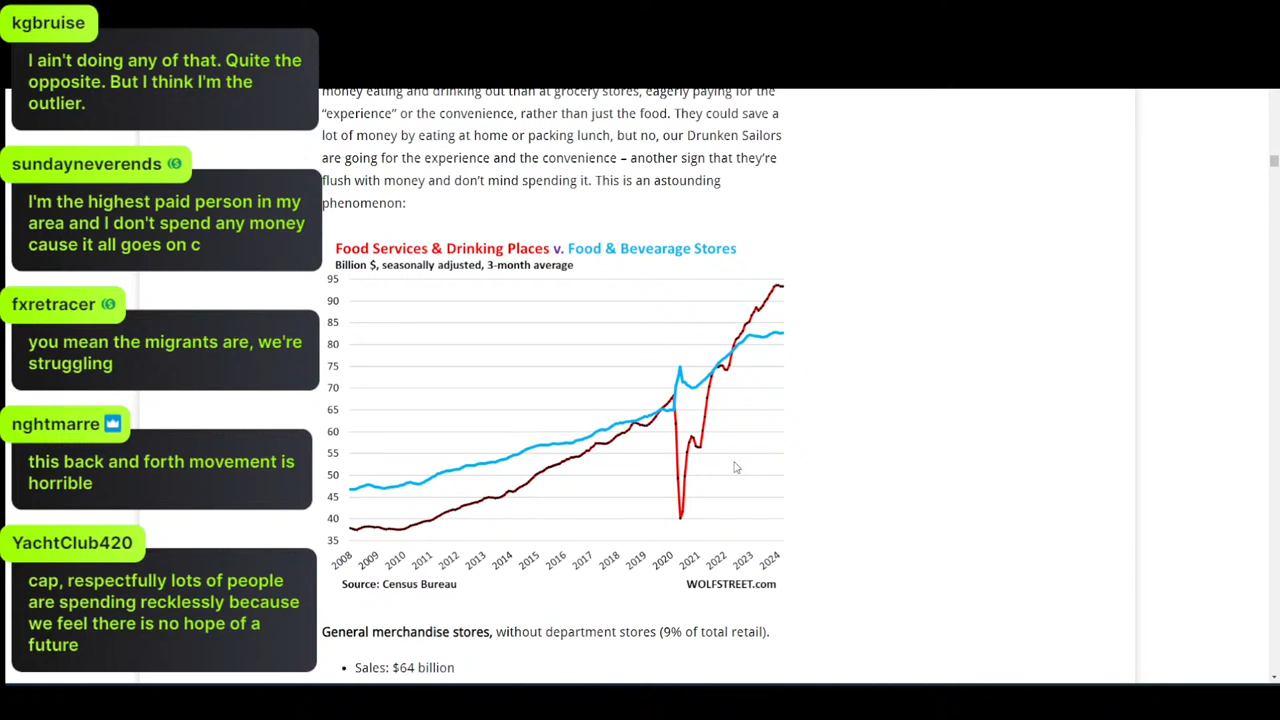 kgbruise
I ain't doing any of that. Quite the
opposite. But I think I'm the
outlier.
sundayneverends
I'm the highest paid person in my
area and I don't spend any money
cause it all goes on c
fxretracer
you mean the migrants are, we're
struggling
nghtmarre
this back and forth movement is
horrible
YachtClub420
cap, respectfully lots of people
are spending recklessly because
we feel there is no hope of a
future
money eating and drinking out than at grocery stores, eagerly paying for the
“experience” or the convenience, rather than just the food. They could save a
lot of money by eating at home or packing lunch, but no, our Drunken Sailors
are going for the experience and the convenience – another sign that they’re
flush with money and don’t mind spending it. This is an astounding
phenomenon:
Food Services & Drinking Places v. Food & Bevearage Stores
Billion $, seasonally adjusted, 3-month average
95
90
85
80
75
70
65
60
55
50
45
40
35
2008 2009 2010 2011 2012 2013 2014 2015 2016 2017 2018 2019 2020 2021 2022 2023 2024
Source: Census Bureau
WOLFSTREET.com
General merchandise stores, without department stores (9% of total retail).
• Sales: $64 billion